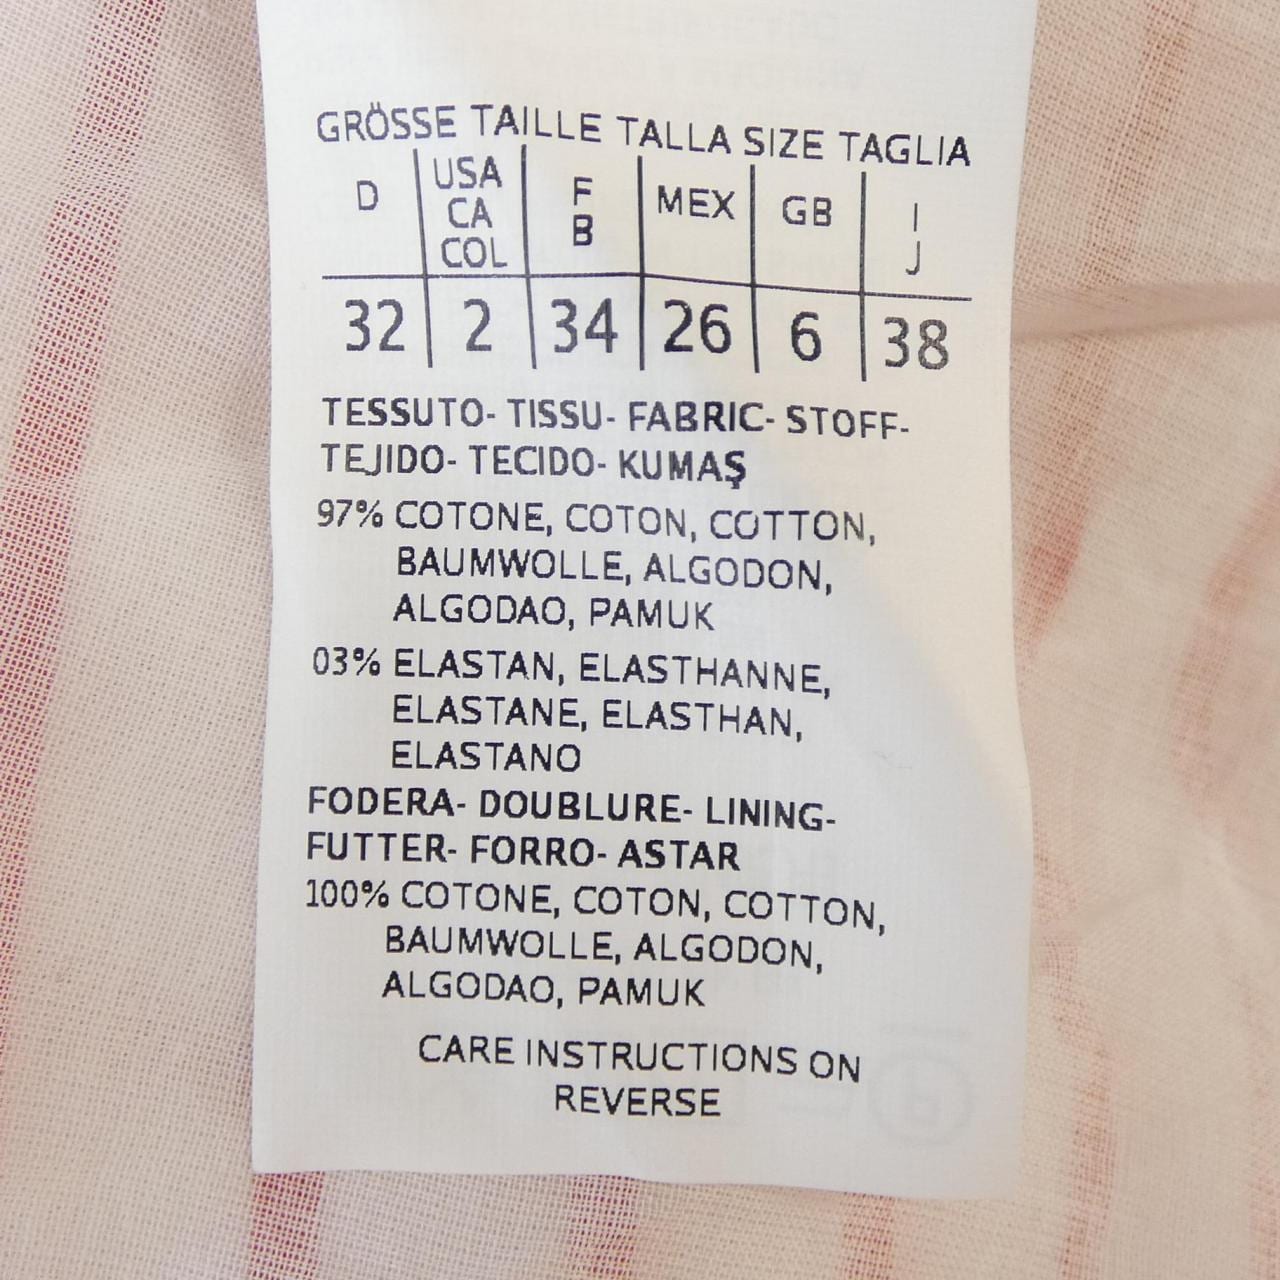 GRÖSSE TAILLE TALLA SIZE TAGLIA
D USA CA COL F B MEX GB I J
32 2 34 26 6 38
TESSUTO- TISSU- FABRIC- STOFF-
TEJIDO- TECIDO- KUMAŞ
97% COTONE, COTON, COTTON,
BAUMWOLLE, ALGODON,
ALGODAO, PAMUK
03% ELASTAN, ELASTHANNE,
ELASTANE, ELASTHAN,
ELASTANO
FODERA- DOUBLURE- LINING-
FUTTER- FORRO- ASTAR
100% COTONE, COTON, COTTON,
BAUMWOLLE, ALGODON,
ALGODAO, PAMUK
CARE INSTRUCTIONS ON
REVERSE